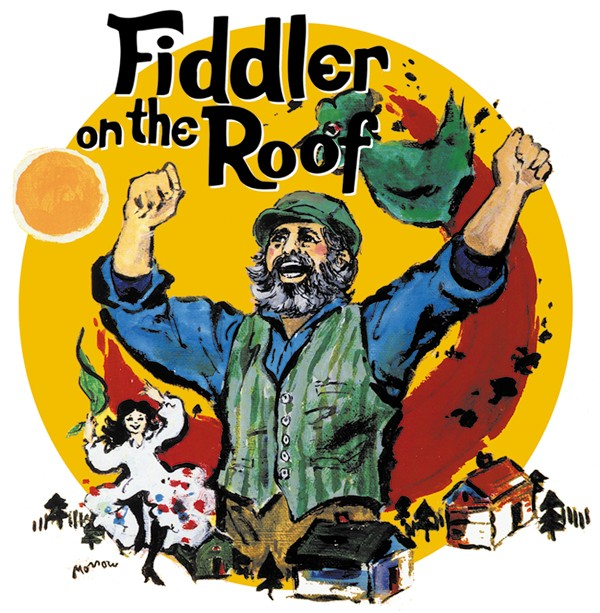 Fiddler
on the Roof
Morrow